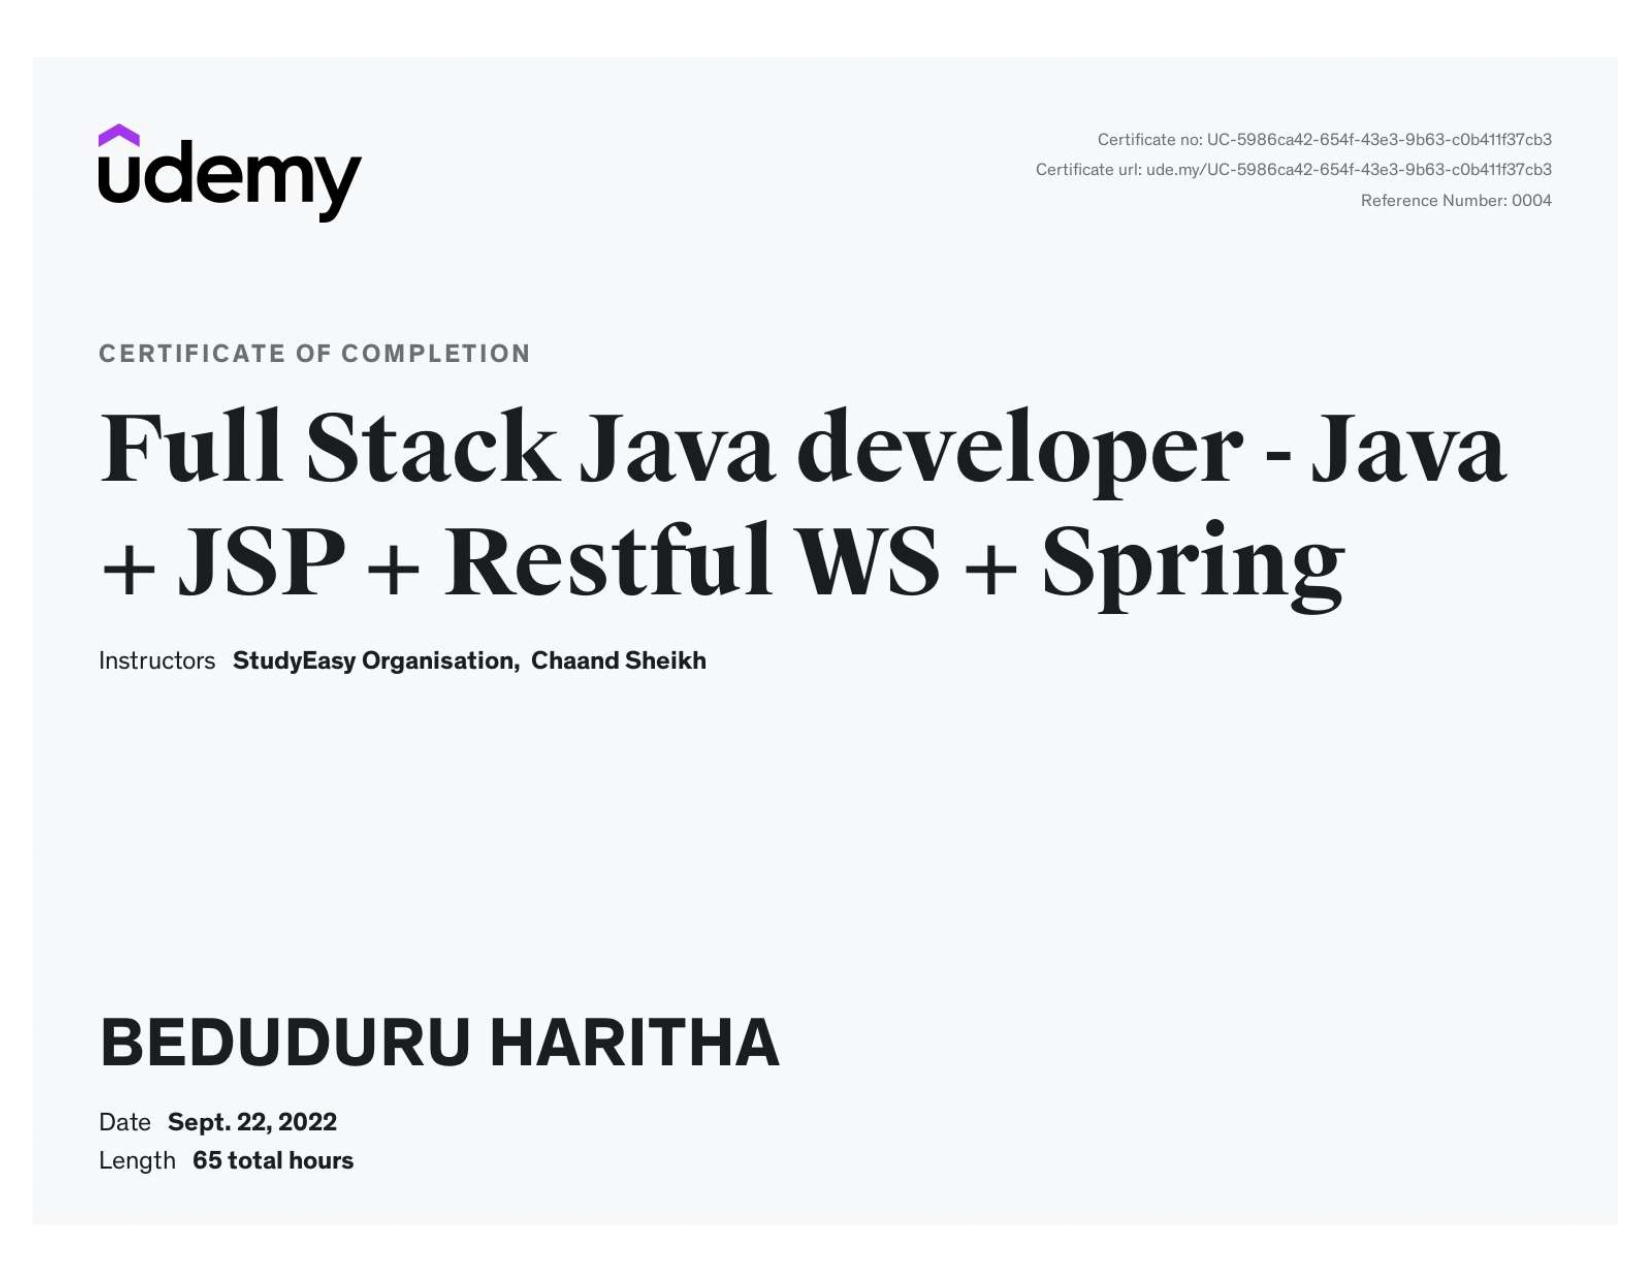 udemy
Certificate no: UC-5986ca42-654f-43e3-9b63-c0b411f37cb3
Certificate url: ude.my/UC-5986ca42-654f-43e3-9b63-c0b411f37cb3
Reference Number: 0004
CERTIFICATE OF COMPLETION
Full Stack Java developer - Java
+ JSP + Restful WS + Spring
Instructors StudyEasy Organisation, Chaand Sheikh
BEDUDURU HARITHA
Date Sept. 22, 2022
Length 65 total hours